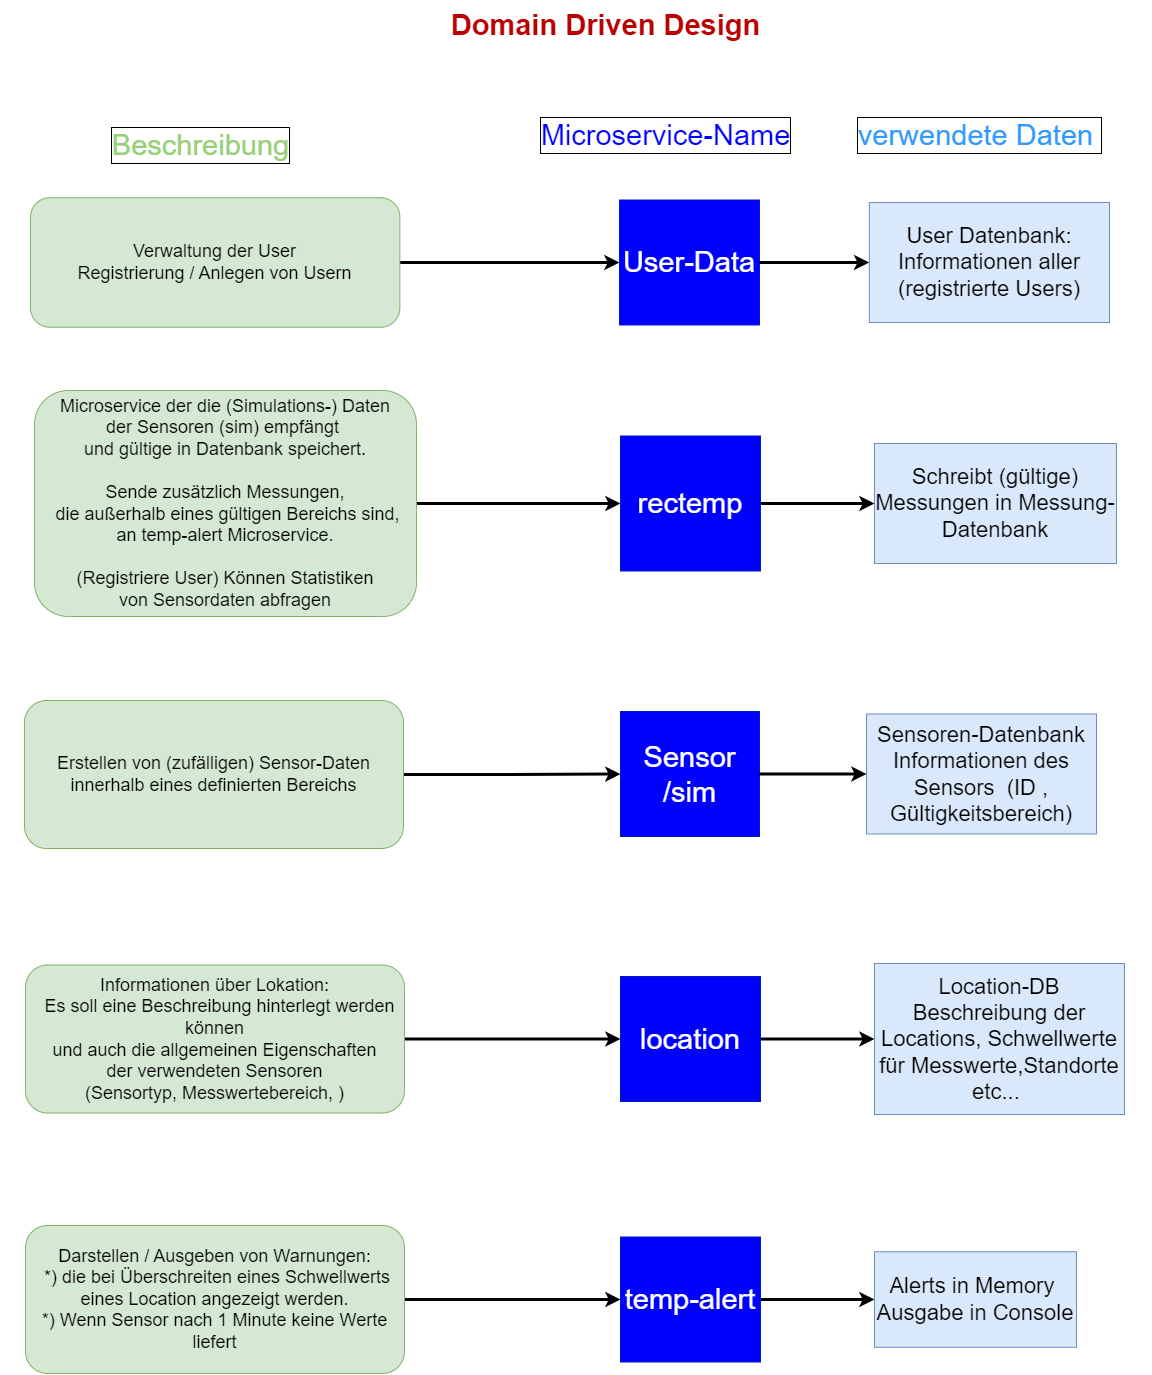 Domain Driven Design
Beschreibung
Microservice-Name
verwendete Daten
Verwaltung der User
Registrierung / Anlegen von Usern
User-Data
User Datenbank:
Informationen aller
(registrierte Users)
Microservice der die (Simulations-) Daten
der Sensoren (sim) empfängt
und gültige in Datenbank speichert.
Sende zusätzlich Messungen,
die außerhalb eines gültigen Bereichs sind,
an temp-alert Microservice.
(Registriere User) Können Statistiken
von Sensordaten abfragen
rectemp
Schreibt (gültige)
Messungen in Messung-
Datenbank
Erstellen von (zufälligen) Sensor-Daten
innerhalb eines definierten Bereichs
Sensor
/sim
Sensoren-Datenbank
Informationen des
Sensors (ID ,
Gültigkeitsbereich)
Informationen über Lokation:
Es soll eine Beschreibung hinterlegt werden
können
und auch die allgemeinen Eigenschaften
der verwendeten Sensoren
(Sensortyp, Messwertebereich, )
location
Location-DB
Beschreibung der
Locations, Schwellwerte
für Messwerte,Standorte
etc...
Darstellen / Ausgeben von Warnungen:
*) die bei Überschreiten eines Schwellwerts
eines Location angezeigt werden.
*) Wenn Sensor nach 1 Minute keine Werte
liefert
temp-alert
Alerts in Memory
Ausgabe in Console